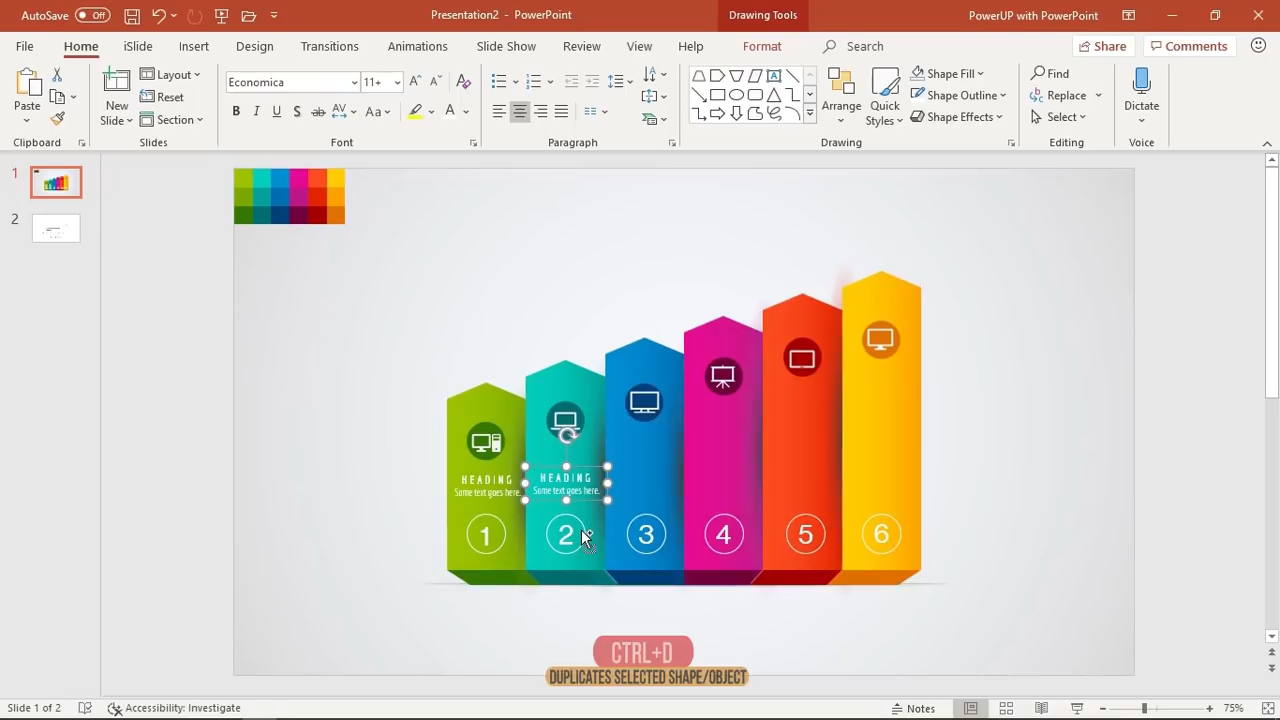 AutoSave Off
Presentation2 - PowerPoint
Drawing Tools
PowerUP with PowerPoint
File Home iSlide Insert Design Transitions Animations Slide Show Review View Help Format Search Share Comments
Paste
New
Slide
Layout
Reset
Section
Economica
11+
B I U S ab AV Aa A
Arrange
Quick
Styles
Shape Fill
Shape Outline
Shape Effects
Find
Replace
Select
Dictate
Clipboard Slides Font Paragraph Drawing Editing Voice
1
2
HEADING
Some text goes here.
HEADING
Some text goes here.
1 2 3 4 5 6
CTRL+D
DUPLICATES SELECTED SHAPE/OBJECT
Slide 1 of 2
Accessibility: Investigate
Notes
75%